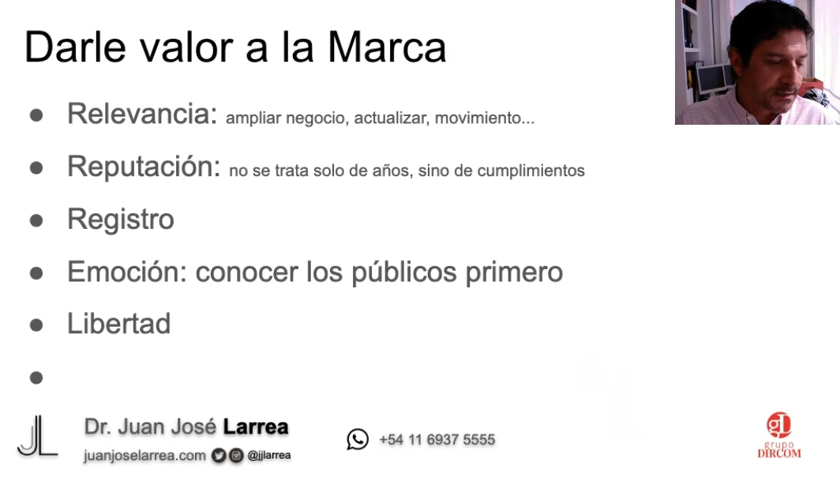 Darle valor a la Marca
● Relevancia: ampliar negocio, actualizar, movimiento...
● Reputación: no se trata solo de años, sino de cumplimientos
● Registro
● Emoción: conocer los públicos primero
● Libertad
●
JL
Dr. Juan José Larrea
juanjoselarrea.com @jjlarrea
+54 11 6937 5555
gL
grupo
DIRCOM